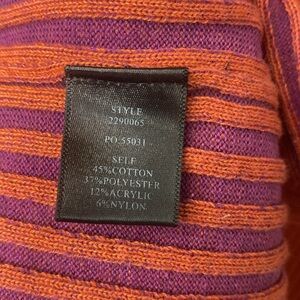 STYLE
2290065
PO 55031
SELF
45%COTTON
37%POLYESTER
12%ACRYLIC
6%NYLON